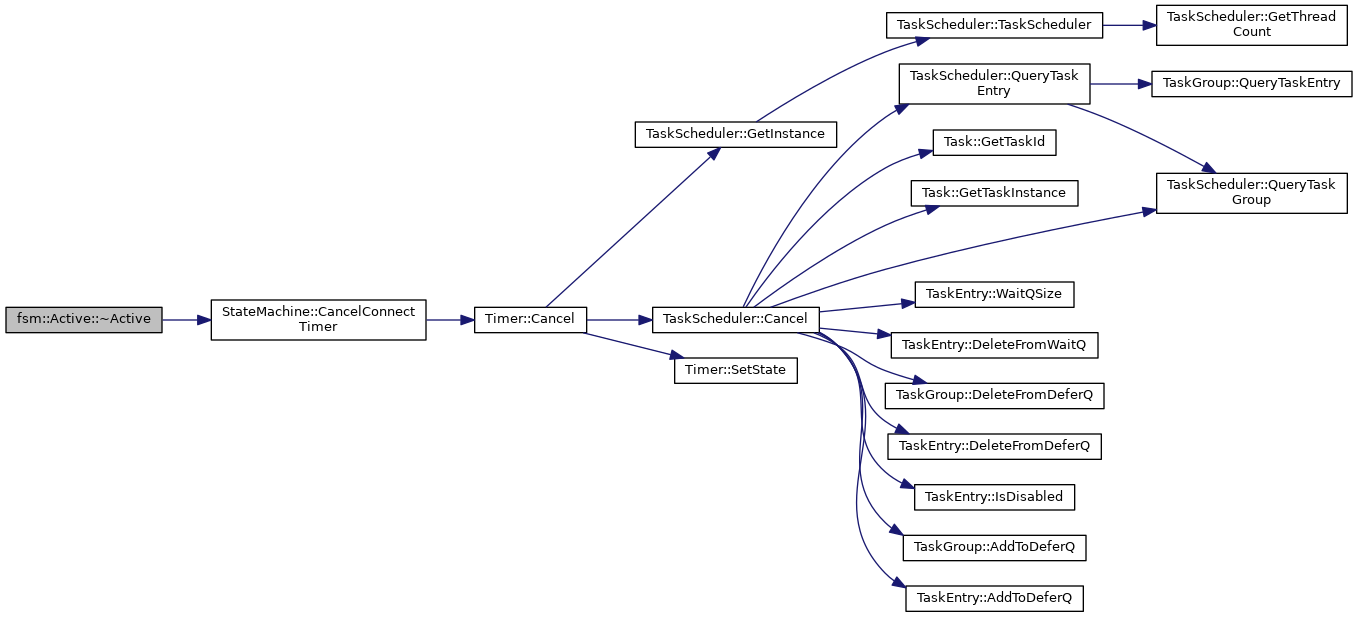 fsm::Active::~Active
StateMachine::CancelConnect
Timer
Timer::Cancel
TaskScheduler::GetInstance
TaskScheduler::Cancel
Timer::SetState
TaskScheduler::TaskScheduler
TaskScheduler::QueryTask
Entry
Task::GetTaskId
Task::GetTaskInstance
TaskEntry::WaitQSize
TaskEntry::DeleteFromWaitQ
TaskGroup::DeleteFromDeferQ
TaskEntry::DeleteFromDeferQ
TaskEntry::IsDisabled
TaskGroup::AddToDeferQ
TaskEntry::AddToDeferQ
TaskScheduler::GetThread
Count
TaskGroup::QueryTaskEntry
TaskScheduler::QueryTask
Group